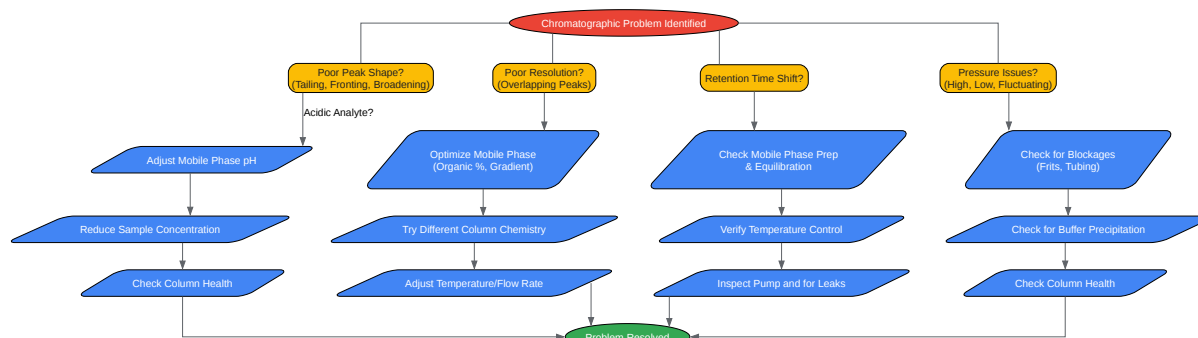 Chromatographic Problem Identified
Poor Peak Shape?
(Tailing, Fronting, Broadening)
Poor Resolution?
(Overlapping Peaks)
Retention Time Shift?
Pressure Issues?
(High, Low, Fluctuating)
Acidic Analyte?
Adjust Mobile Phase pH
Optimize Mobile Phase
(Organic %, Gradient)
Check Mobile Phase Prep
& Equilibration
Check for Blockages
(Frits, Tubing)
Reduce Sample Concentration
Try Different Column Chemistry
Verify Temperature Control
Check for Buffer Precipitation
Check Column Health
Adjust Temperature/Flow Rate
Inspect Pump and for Leaks
Check Column Health
Problem Resolved